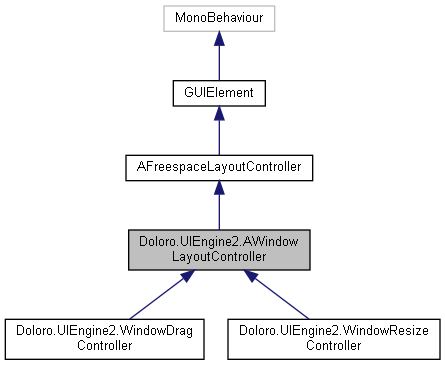 MonoBehaviour
GUIElement
AFreespaceLayoutController
Doloro.UIEngine2.AWindow
LayoutController
Doloro.UIEngine2.WindowDrag
Controller
Doloro.UIEngine2.WindowResize
Controller